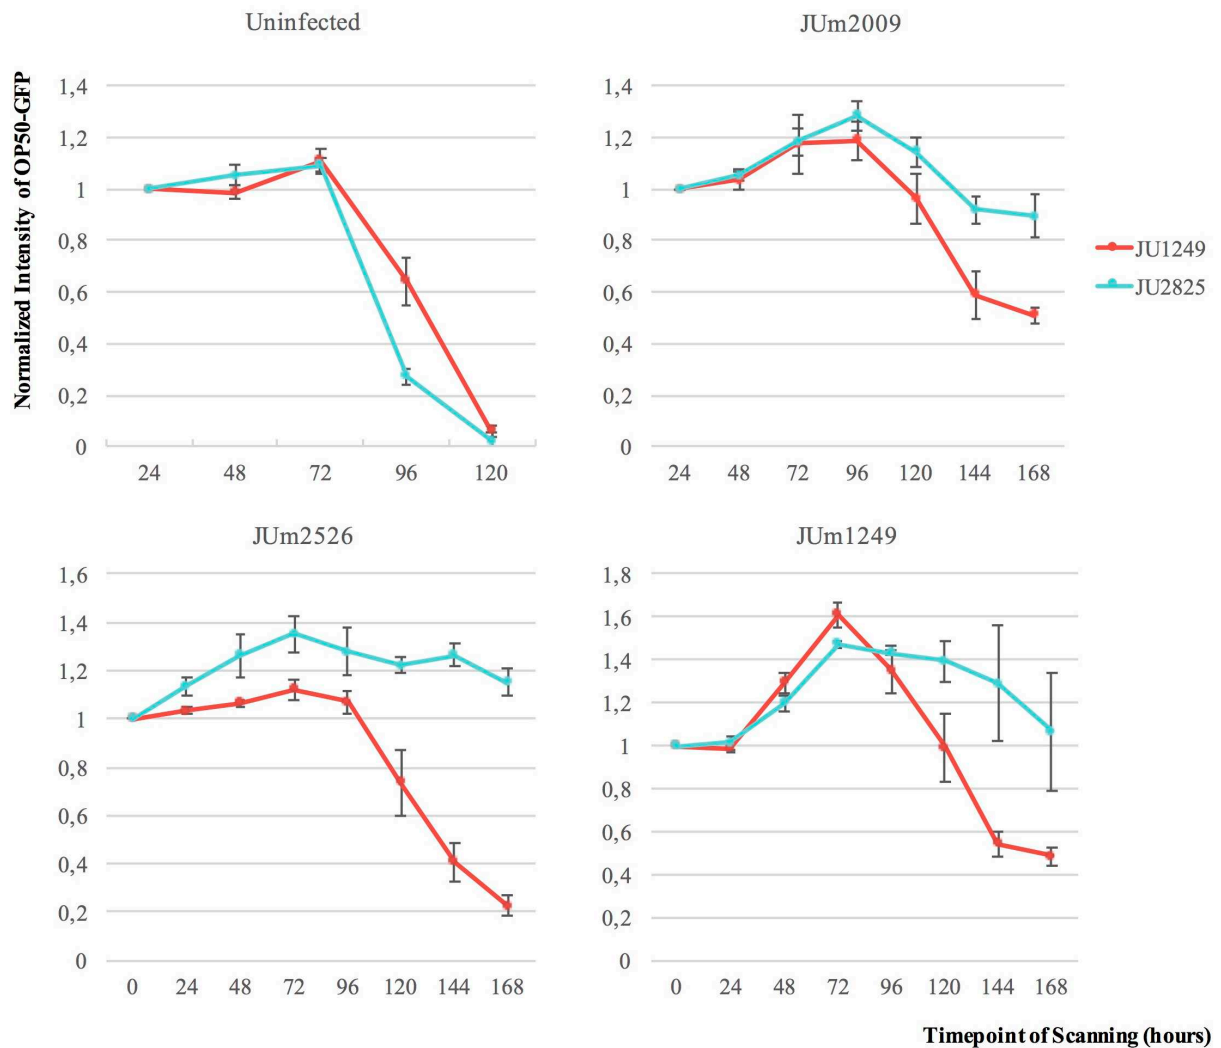 Uninfected
JUm2009
Normalized Intensity of OP50-GFP
1,4
1,2
1
0,8
0,6
0,4
0,2
0
24 48 72 96 120
1,4
1,2
1
0,8
0,6
0,4
0,2
0
24 48 72 96 120 144 168
JU1249
JU2825
JUm2526
1,6
1,4
1,2
1
0,8
0,6
0,4
0,2
0
0 24 48 72 96 120 144 168
JUm1249
1,8
1,6
1,4
1,2
1
0,8
0,6
0,4
0,2
0
0 24 48 72 96 120 144 168
Timepoint of Scanning (hours)